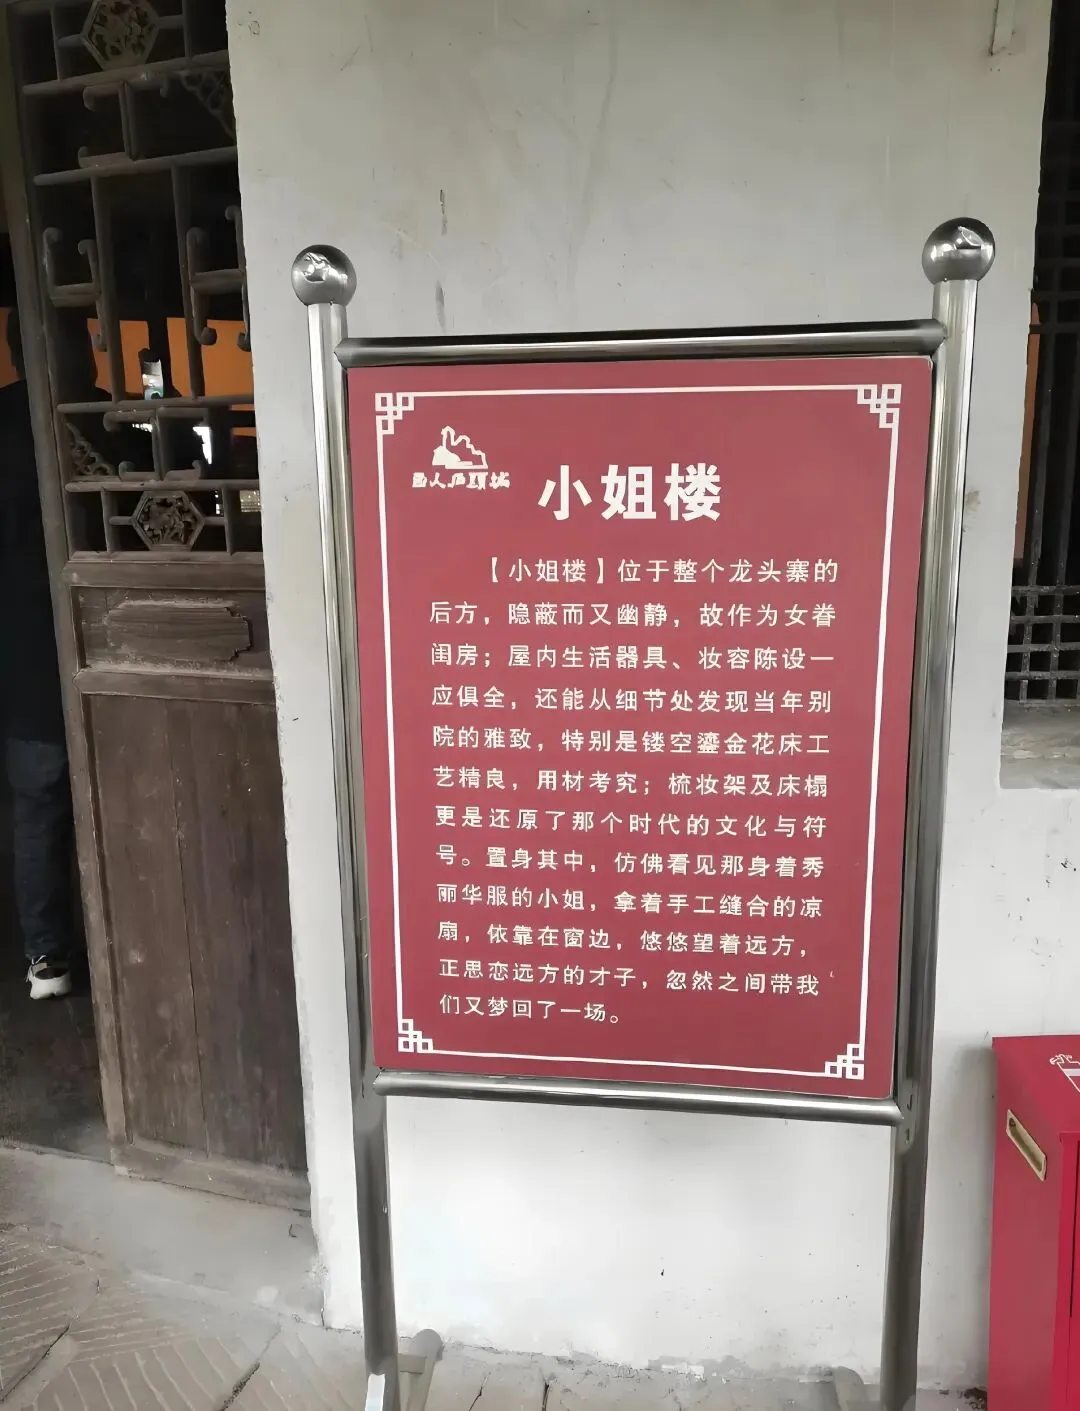 小姐楼
【小姐楼】位于整个龙头寨的
后方，隐蔽而又幽静，故作为女眷
闺房；屋内生活器具、妆容陈设一
应俱全，还能从细节处发现当年别
院的雅致，特别是镂空鎏金花床工
艺精良，用材考究；梳妆架及床榻
更是还原了那个时代的文化与符
号。置身其中，仿佛看见那身着秀
丽华服的小姐，拿着手工缝合的凉
扇，依靠在窗边，悠悠望着远方，
正思恋远方的才子，忽然之间带我
们又梦回了一场。